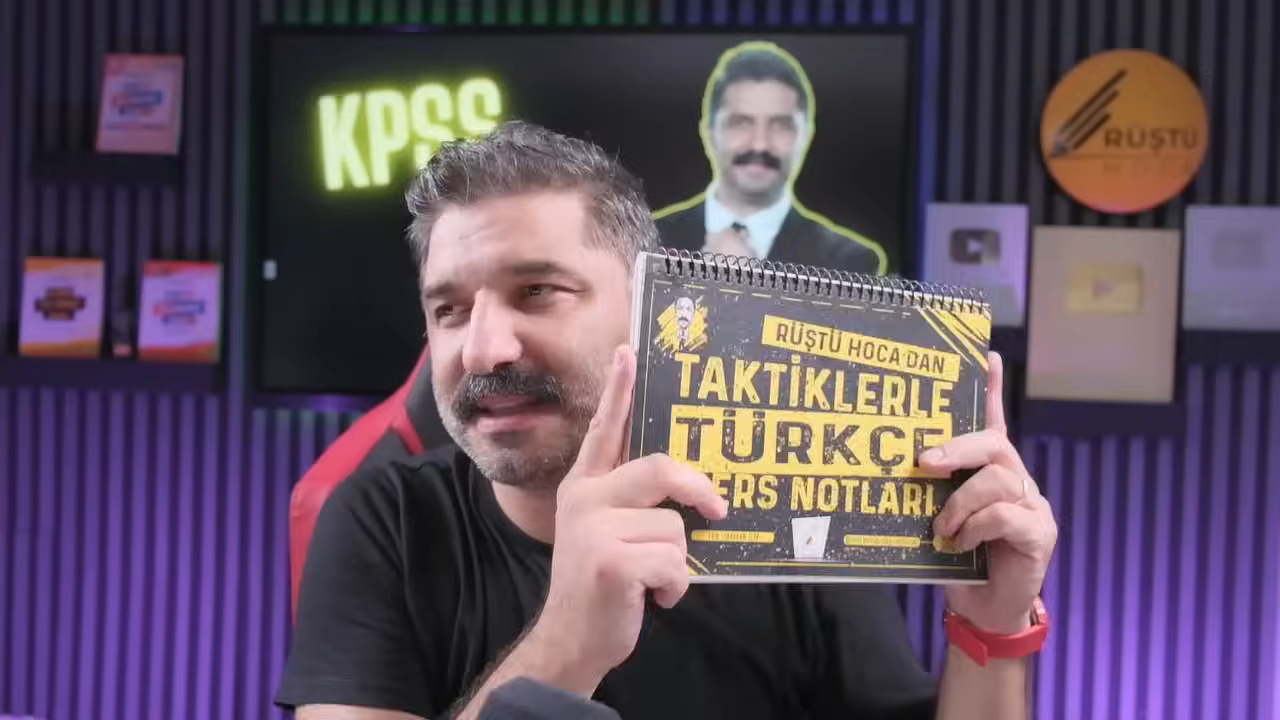 KPSS
RÜŞTÜ
RÜŞTÜ HOCA'DAN
TAKTİKLERLE
TÜRKÇE
DERS NOTLARI